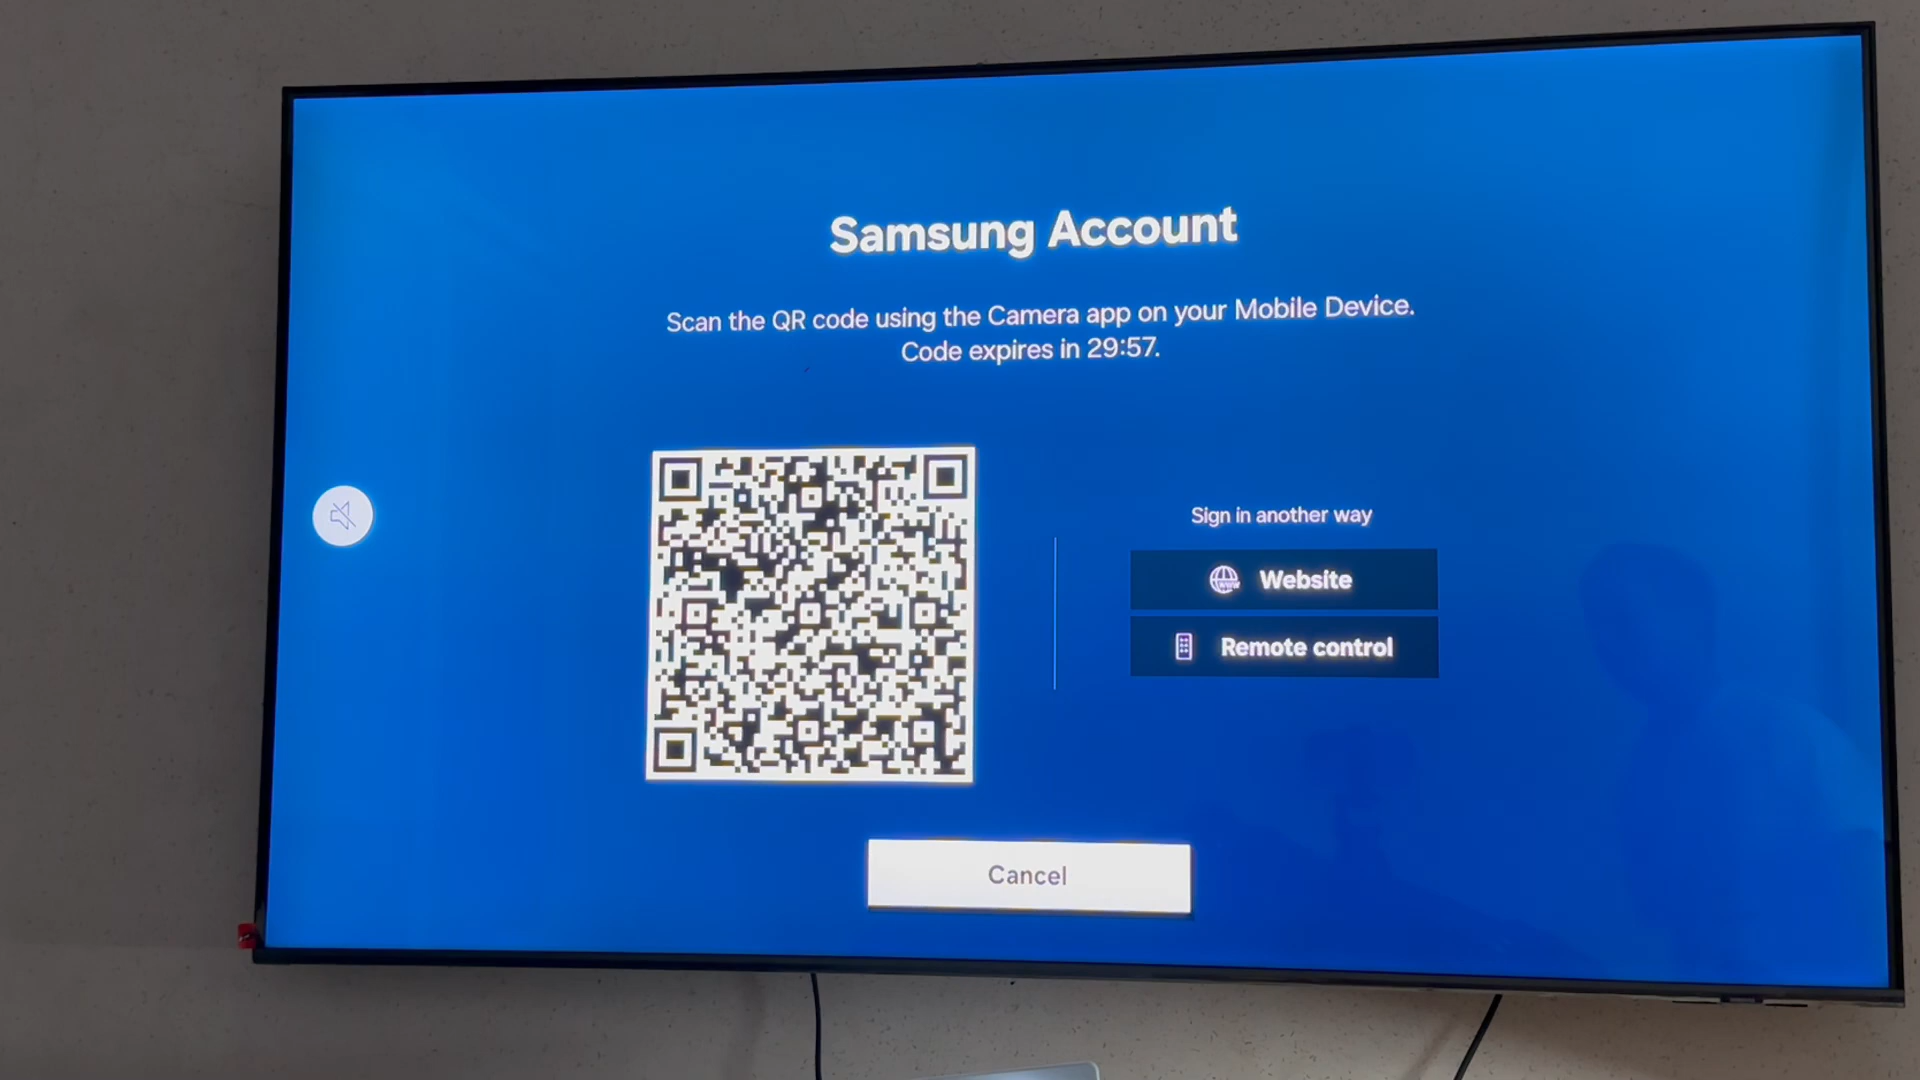 Samsung Account
Scan the QR code using the Camera app on your Mobile Device.
Code expires in 29:57.
Sign in another way
Website
Remote control
Cancel